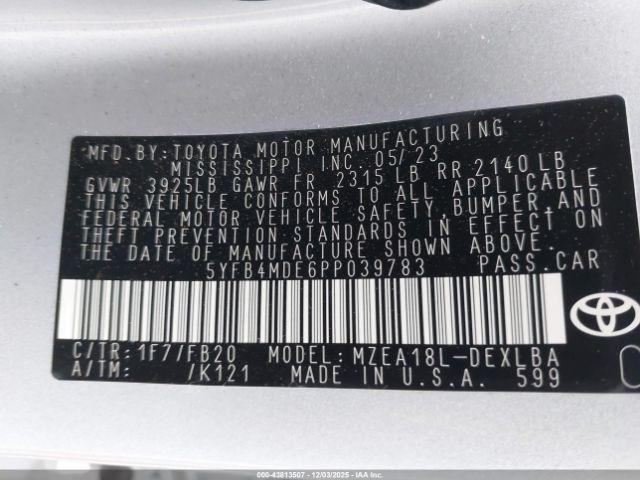 MFD. BY: TOYOTA MOTOR MANUFACTURING
MISSISSIPPI INC. 05/23
GVWR 3925LB GAWR FR 2315 LB RR 2140 LB
THIS VEHICLE CONFORMS TO ALL APPLICABLE
FEDERAL MOTOR VEHICLE SAFETY, BUMPER, AND
THEFT PREVENTION STANDARDS IN EFFECT ON
THE DATE OF MANUFACTURE SHOWN ABOVE.
5YFB4MDE6PP039783 PASS.CAR
C/TR: 1F7/FB20 MODEL: MZEA18L-DEXLBA
A/TM: /K121 MADE IN U.S.A. 599
000-43813507 - 12/03/2025 - IAAI.COM